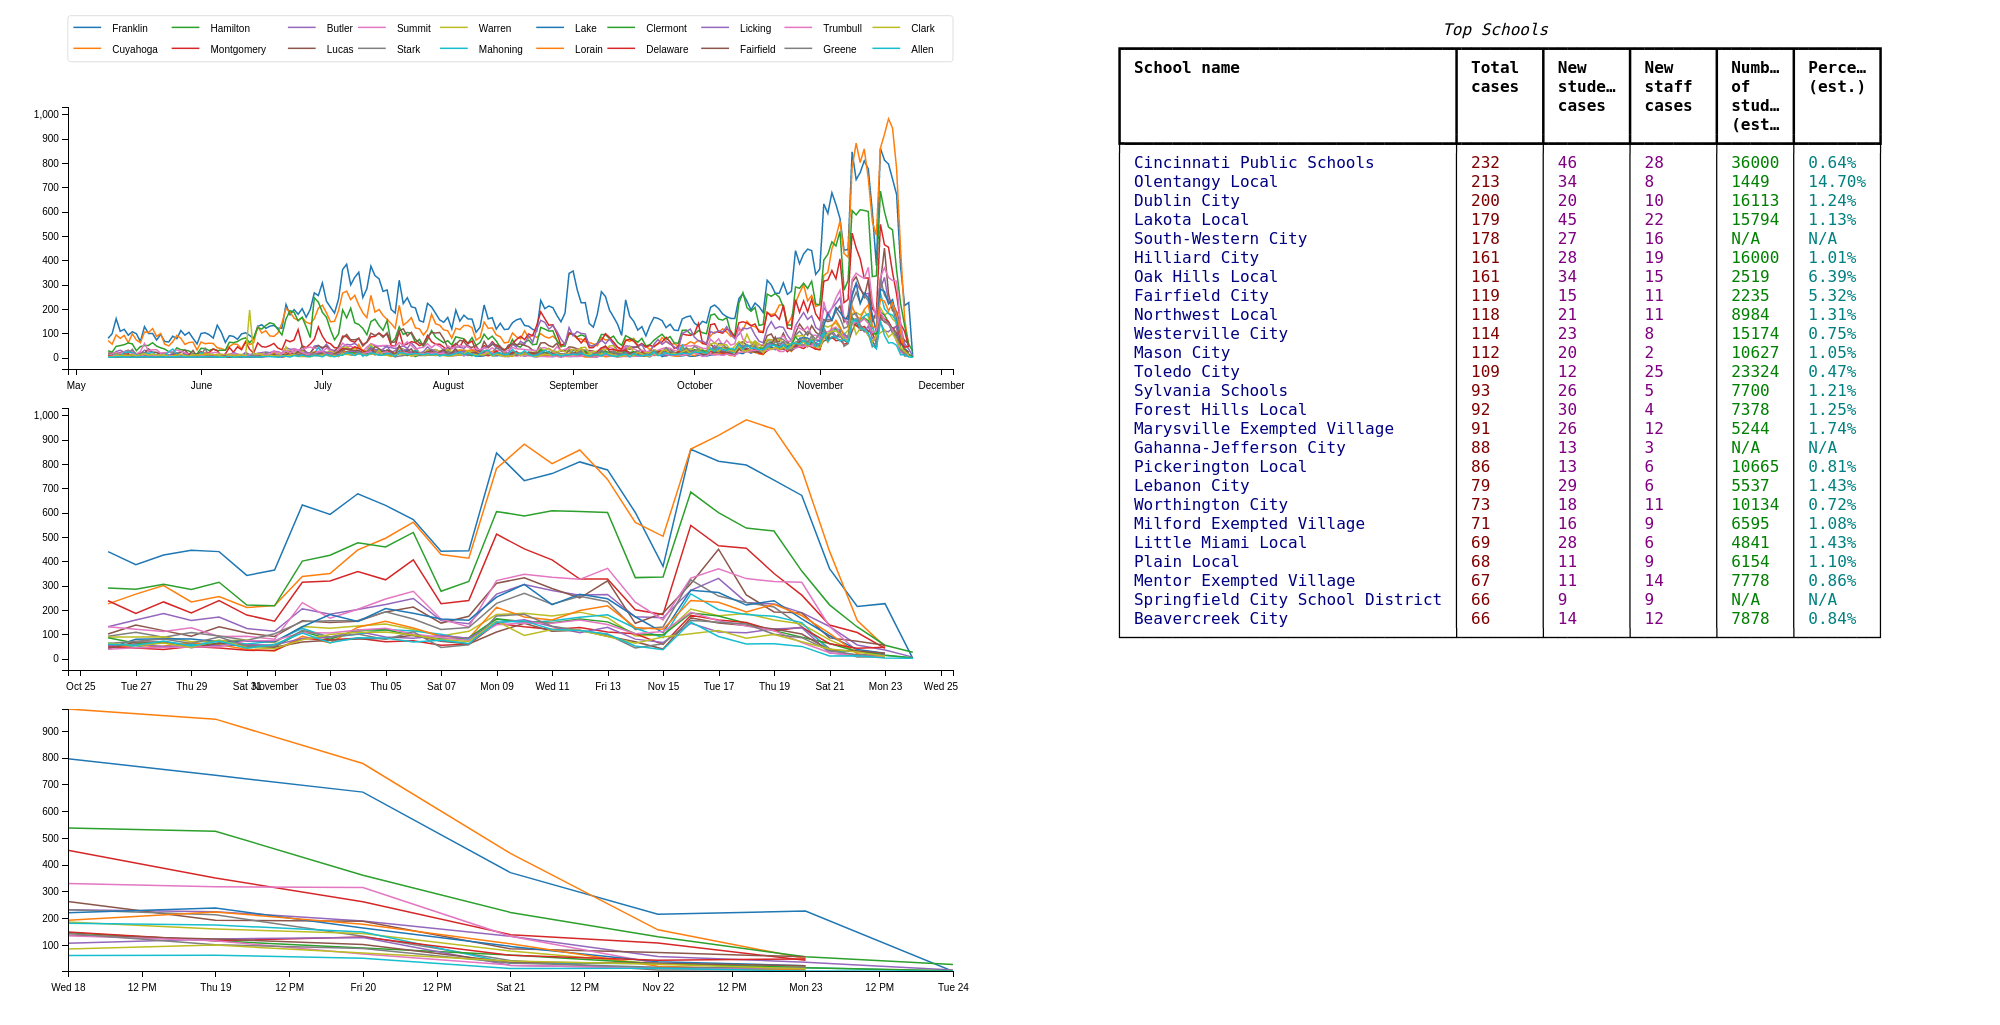 Franklin Hamilton Butler Summit Warren Lake Clermont Licking Trumbull Clark
Cuyahoga Montgomery Lucas Stark Mahoning Lorain Delaware Fairfield Greene Allen
1,000
900
800
700
600
500
400
300
200
100
0
May June July August September October November December
1,000
900
800
700
600
500
400
300
200
100
0
Oct 25 Tue 27 Thu 29 Sat 31 November Tue 03 Thu 05 Sat 07 Mon 09 Wed 11 Fri 13 Nov 15 Tue 17 Thu 19 Sat 21 Mon 23 Wed 25
900
800
700
600
500
400
300
200
100
Wed 18 12 PM Thu 19 12 PM Fri 20 12 PM Sat 21 12 PM Nov 22 12 PM Mon 23 12 PM Tue 24
Top Schools
School name Total New New Numb… Perce…
cases stude… staff of (est.)
cases cases stud…
(est…
Cincinnati Public Schools 232 46 28 36000 0.64%
Olentangy Local 213 34 8 1449 14.70%
Dublin City 200 20 10 16113 1.24%
Lakota Local 179 45 22 15794 1.13%
South-Western City 178 27 16 N/A N/A
Hilliard City 161 28 19 16000 1.01%
Oak Hills Local 161 34 15 2519 6.39%
Fairfield City 119 15 11 2235 5.32%
Northwest Local 118 21 11 8984 1.31%
Westerville City 114 23 8 15174 0.75%
Mason City 112 20 2 10627 1.05%
Toledo City 109 12 25 23324 0.47%
Sylvania Schools 93 26 5 7700 1.21%
Forest Hills Local 92 30 4 7378 1.25%
Marysville Exempted Village 91 26 12 5244 1.74%
Gahanna-Jefferson City 88 13 3 N/A N/A
Pickerington Local 86 13 6 10665 0.81%
Lebanon City 79 29 6 5537 1.43%
Worthington City 73 18 11 10134 0.72%
Milford Exempted Village 71 16 9 6595 1.08%
Little Miami Local 69 28 6 4841 1.43%
Plain Local 68 11 9 6154 1.10%
Mentor Exempted Village 67 11 14 7778 0.86%
Springfield City School District 66 9 9 N/A N/A
Beavercreek City 66 14 12 7878 0.84%